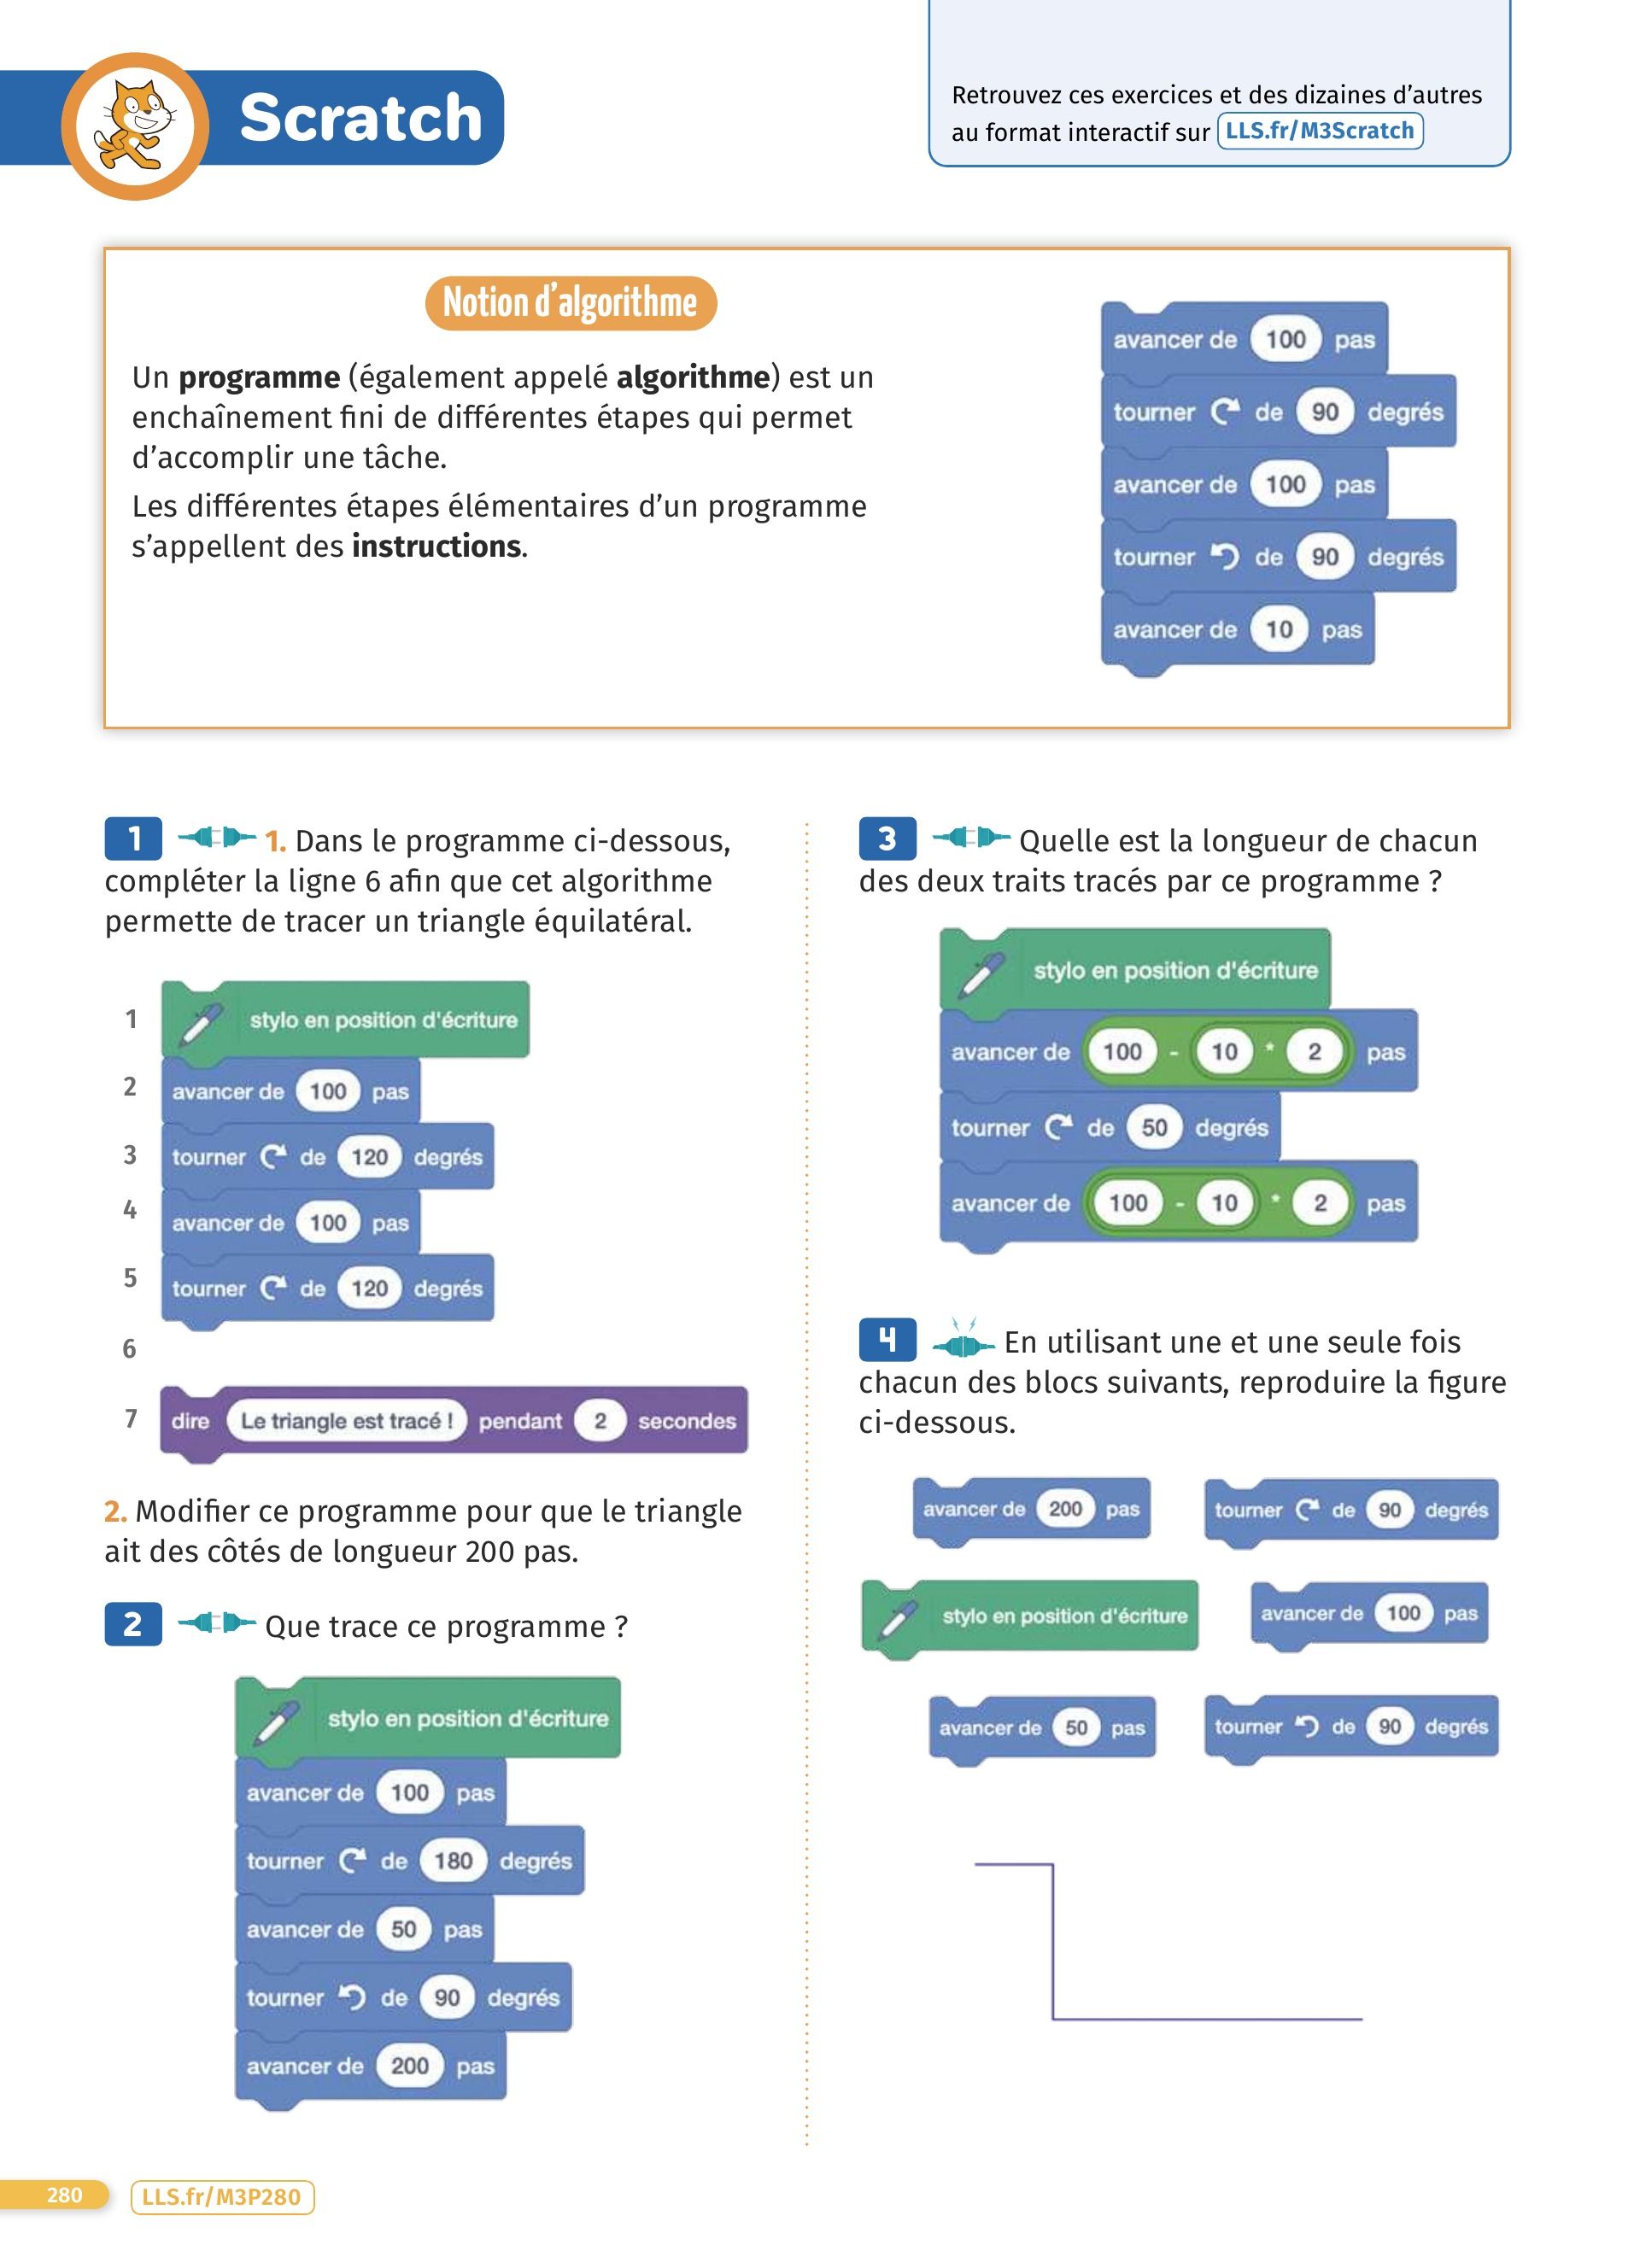 Scratch
Retrouvez ces exercices et des dizaines d’autres
au format interactif sur LLS.fr/M3Scratch
Notion d’algorithme
Un programme (également appelé algorithme) est un
enchaînement fini de différentes étapes qui permet
d’accomplir une tâche.
Les différentes étapes élémentaires d’un programme
s’appellent des instructions.
avancer de 100 pas
tourner de 90 degrés
avancer de 100 pas
tourner de 90 degrés
avancer de 10 pas
1 1. Dans le programme ci-dessous,
compléter la ligne 6 afin que cet algorithme
permette de tracer un triangle équilatéral.
1 stylo en position d'écriture
2 avancer de 100 pas
3 tourner de 120 degrés
4 avancer de 100 pas
5 tourner de 120 degrés
6
7 dire Le triangle est tracé ! pendant 2 secondes
2. Modifier ce programme pour que le triangle
ait des côtés de longueur 200 pas.
2 Que trace ce programme ?
stylo en position d'écriture
avancer de 100 pas
tourner de 180 degrés
avancer de 50 pas
tourner de 90 degrés
avancer de 200 pas
3 Quelle est la longueur de chacun
des deux traits tracés par ce programme ?
stylo en position d'écriture
avancer de 100 - 10 * 2 pas
tourner de 50 degrés
avancer de 100 - 10 * 2 pas
4 En utilisant une et une seule fois
chacun des blocs suivants, reproduire la figure
ci-dessous.
avancer de 200 pas
tourner de 90 degrés
stylo en position d'écriture
avancer de 100 pas
avancer de 50 pas
tourner de 90 degrés
280 LLS.fr/M3P280